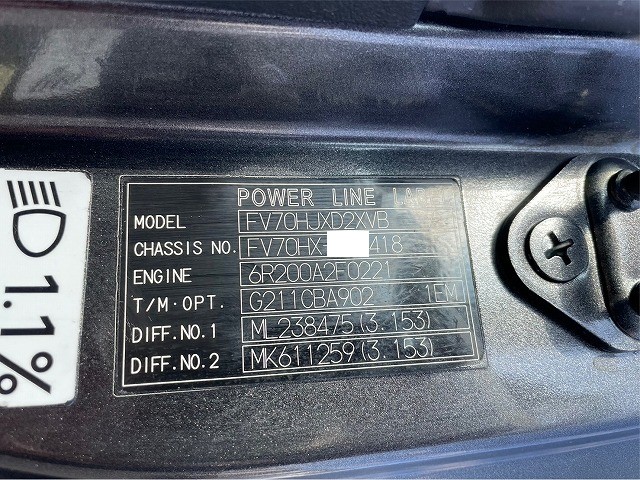 POWER LINE LABEL
MODEL FV70HJXD2XVB
CHASSIS NO. FV70HX- 418
ENGINE 6R200A2F0221
T/M·OPT. G211CBA902 1EM
DIFF.NO.1 ML238475(3.153)
DIFF.NO.2 MK611259(3.153)
1.1%